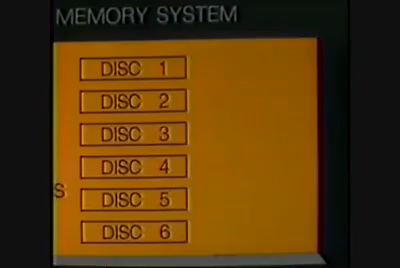 MEMORY SYSTEM
DISC 1
DISC 2
DISC 3
DISC 4
S
DISC 5
DISC 6